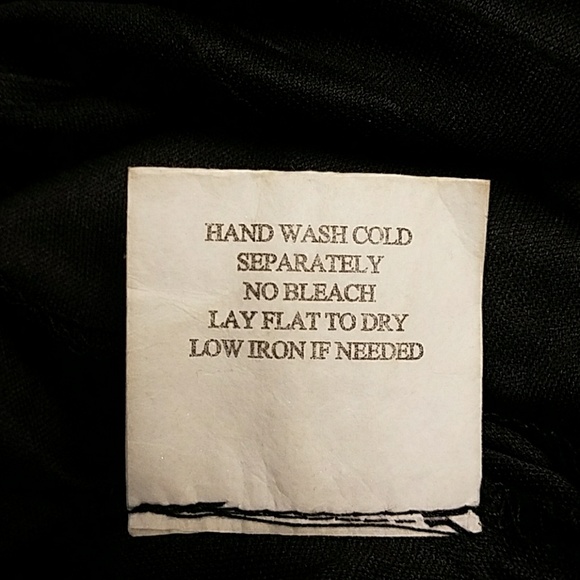 HAND WASH COLD
SEPARATELY
NO BLEACH
LAY FLAT TO DRY
LOW IRON IF NEEDED